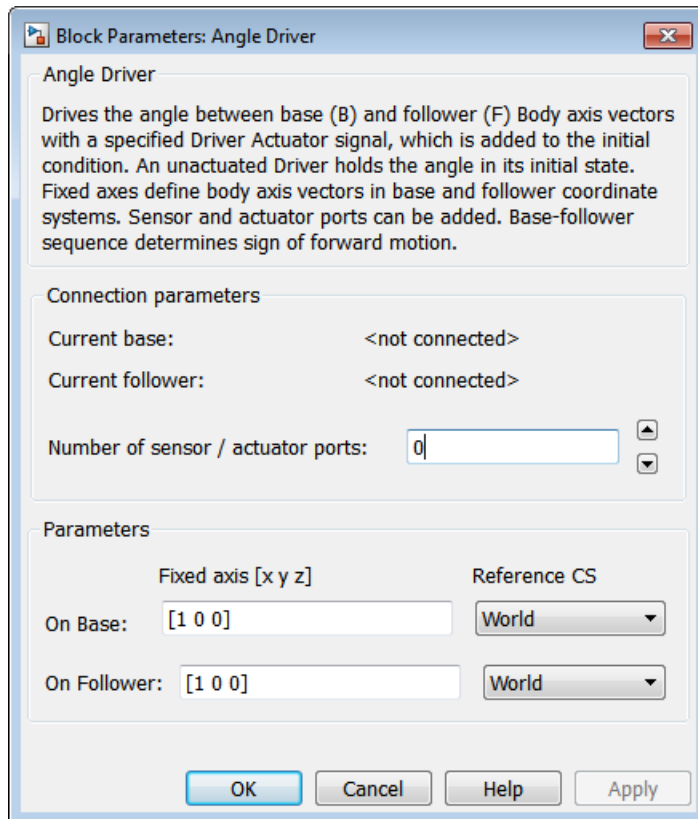 Block Parameters: Angle Driver
Angle Driver
Drives the angle between base (B) and follower (F) Body axis vectors
with a specified Driver Actuator signal, which is added to the initial
condition. An unactuated Driver holds the angle in its initial state.
Fixed axes define body axis vectors in base and follower coordinate
systems. Sensor and actuator ports can be added. Base-follower
sequence determines sign of forward motion.
Connection parameters
Current base: <not connected>
Current follower: <not connected>
Number of sensor / actuator ports: 0
Parameters
Fixed axis [x y z] Reference CS
On Base: [1 0 0] World
On Follower: [1 0 0] World
OK Cancel Help Apply